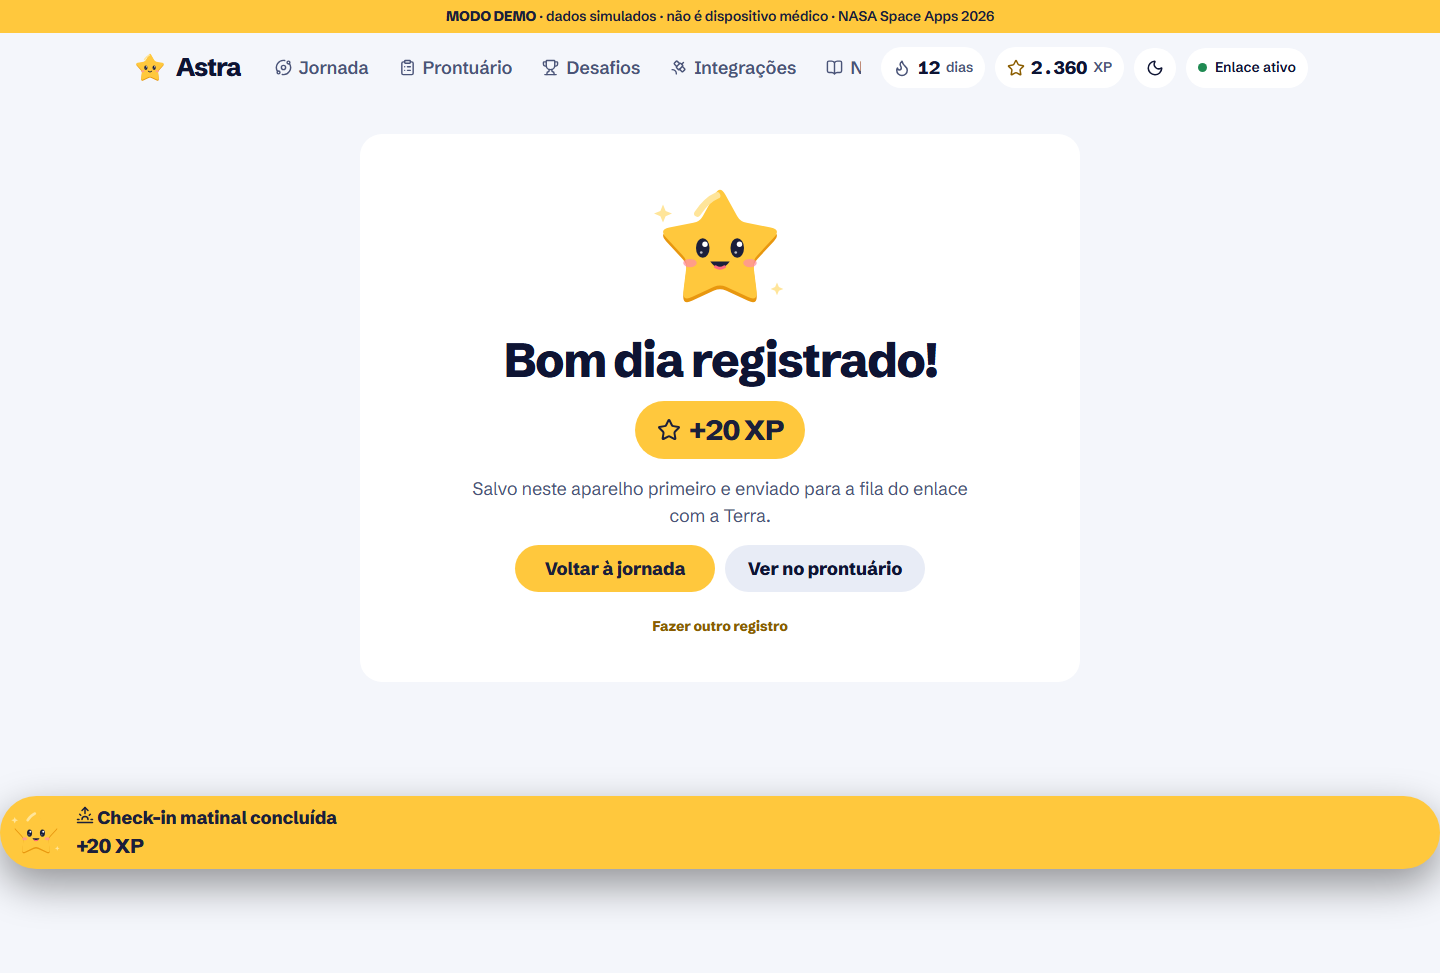 MODO DEMO · dados simulados · não é dispositivo médico · NASA Space Apps 2026
Astra
Jornada
Prontuário
Desafios
Integrações
N
12 dias
2.360 XP
Enlace ativo
Bom dia registrado!
+20 XP
Salvo neste aparelho primeiro e enviado para a fila do enlace
com a Terra.
Voltar à jornada
Ver no prontuário
Fazer outro registro
Check-in matinal concluída
+20 XP